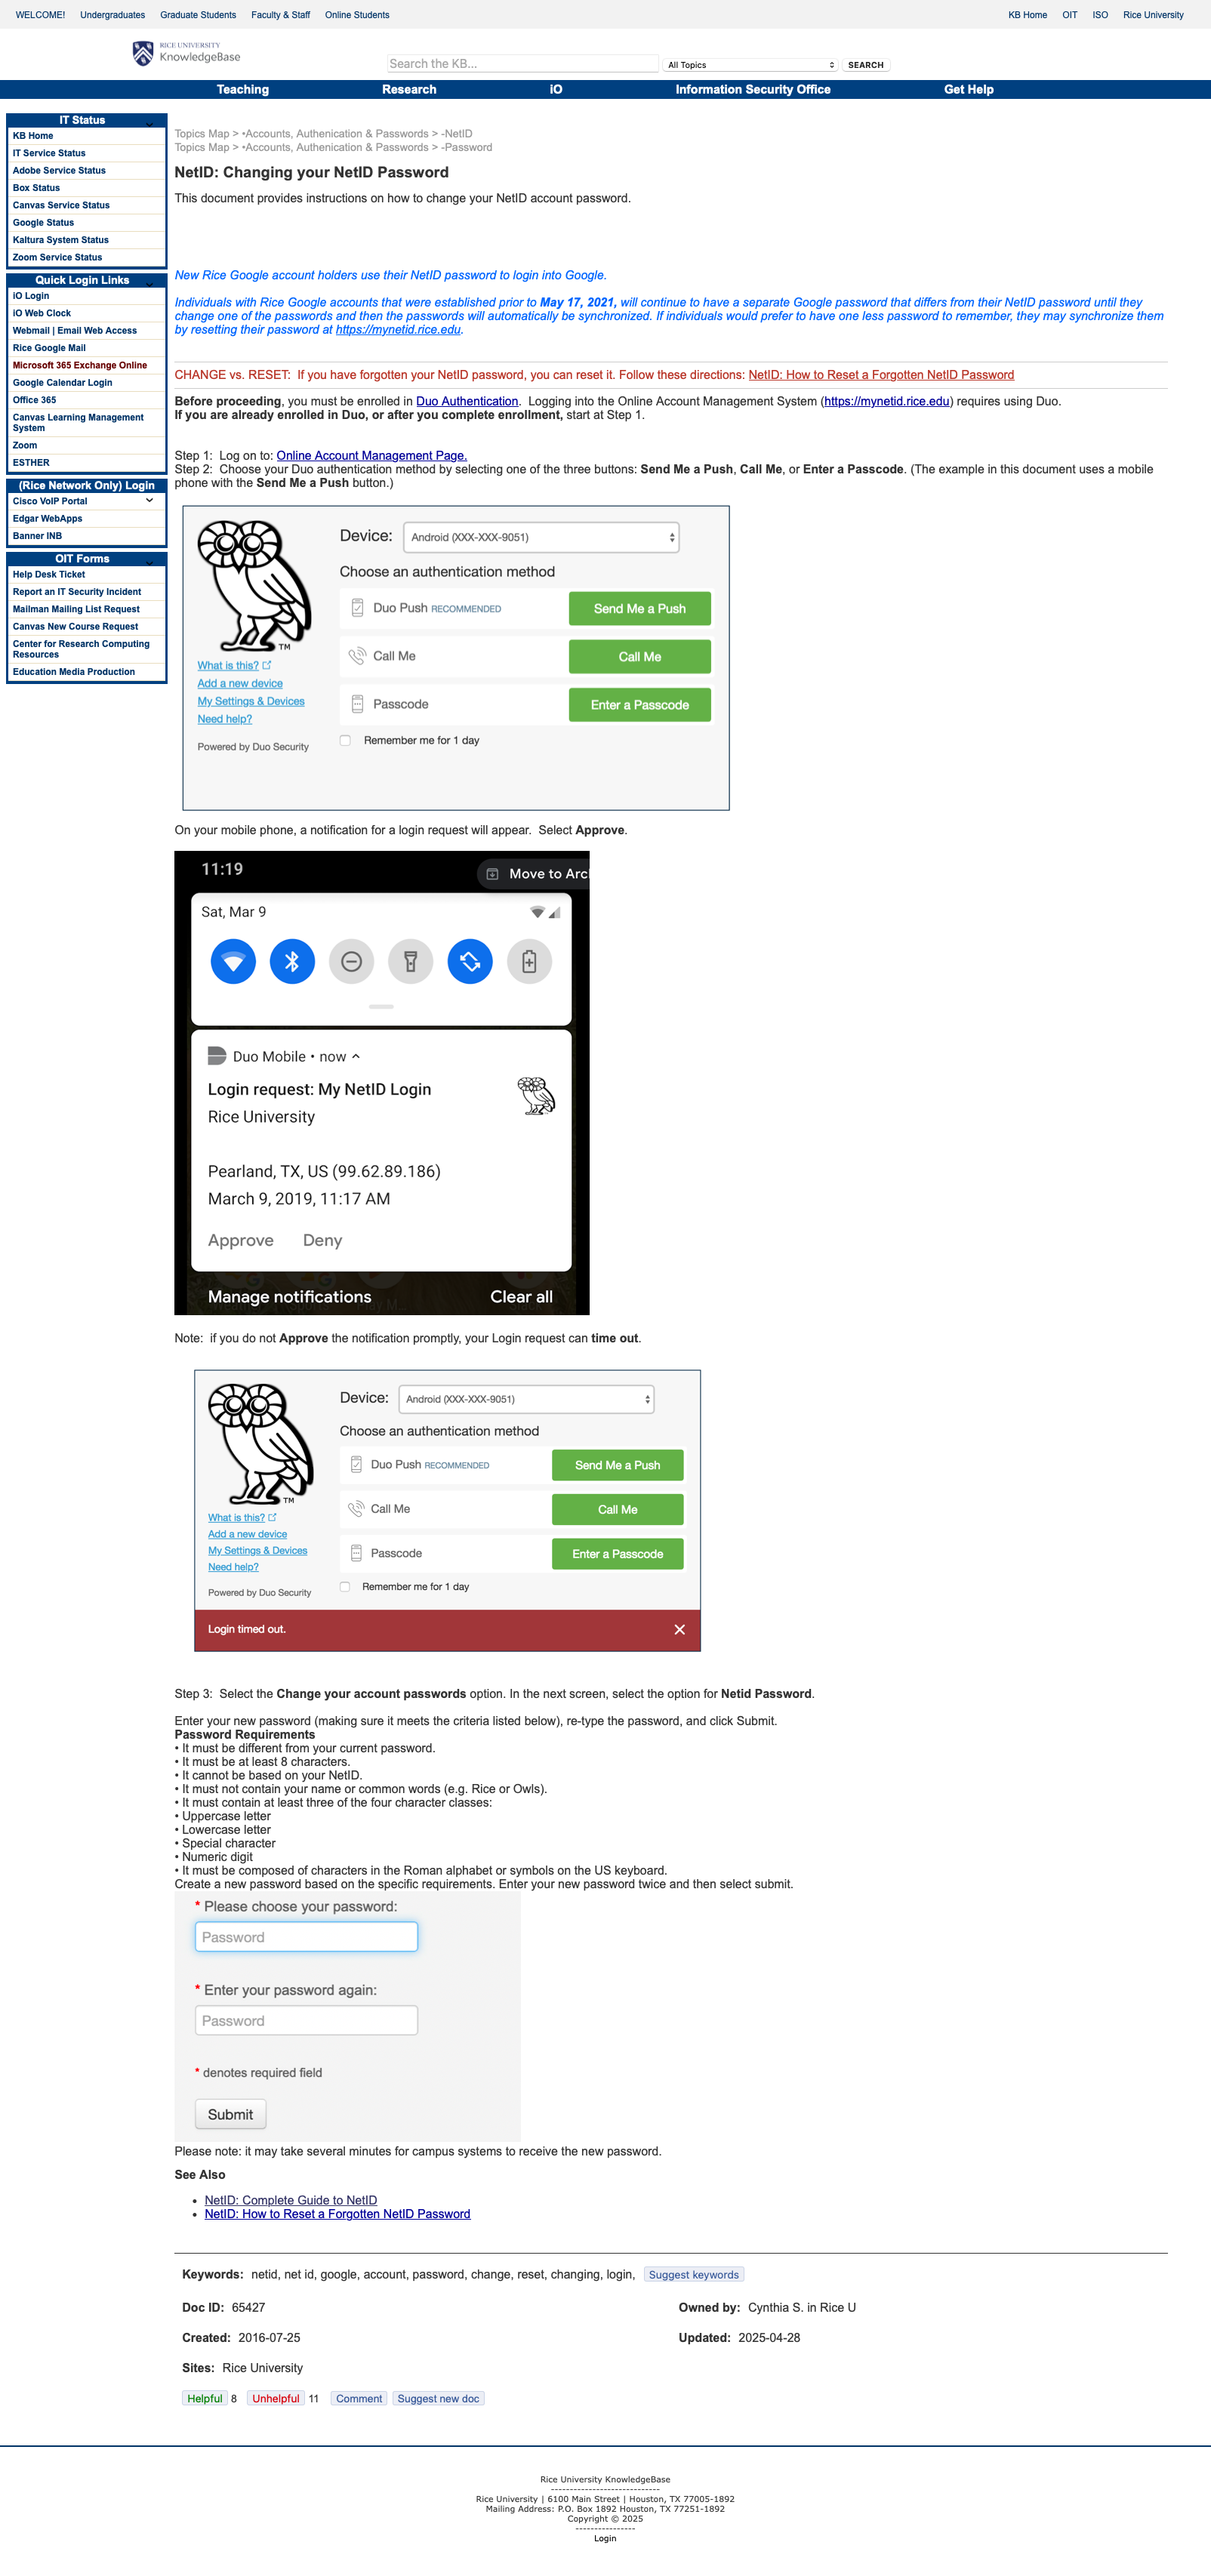 WELCOME! Undergraduates Graduate Students Faculty & Staff Online Students KB Home OIT ISO Rice University
RICE UNIVERSITY
KnowledgeBase
Search the KB... All Topics SEARCH
Teaching Research iO Information Security Office Get Help
IT Status
KB Home
IT Service Status
Adobe Service Status
Box Status
Canvas Service Status
Google Status
Kaltura System Status
Zoom Service Status
Quick Login Links
iO Login
iO Web Clock
Webmail | Email Web Access
Rice Google Mail
Microsoft 365 Exchange Online
Google Calendar Login
Office 365
Canvas Learning Management
System
Zoom
ESTHER
(Rice Network Only) Login
Cisco VoIP Portal
Edgar WebApps
Banner INB
OIT Forms
Help Desk Ticket
Report an IT Security Incident
Mailman Mailing List Request
Canvas New Course Request
Center for Research Computing
Resources
Education Media Production
Topics Map > •Accounts, Authenication & Passwords > -NetID
Topics Map > •Accounts, Authenication & Passwords > -Password
NetID: Changing your NetID Password
This document provides instructions on how to change your NetID account password.
New Rice Google account holders use their NetID password to login into Google.
Individuals with Rice Google accounts that were established prior to May 17, 2021, will continue to have a separate Google password that differs from their NetID password until they
change one of the passwords and then the passwords will automatically be synchronized. If individuals would prefer to have one less password to remember, they may synchronize them
by resetting their password at https://mynetid.rice.edu.
CHANGE vs. RESET: If you have forgotten your NetID password, you can reset it. Follow these directions: NetID: How to Reset a Forgotten NetID Password
Before proceeding, you must be enrolled in Duo Authentication. Logging into the Online Account Management System (https://mynetid.rice.edu) requires using Duo.
If you are already enrolled in Duo, or after you complete enrollment, start at Step 1.
Step 1: Log on to: Online Account Management Page.
Step 2: Choose your Duo authentication method by selecting one of the three buttons: Send Me a Push, Call Me, or Enter a Passcode. (The example in this document uses a mobile
phone with the Send Me a Push button.)
TM
What is this?
Add a new device
My Settings & Devices
Need help?
Powered by Duo Security
Device: Android (XXX-XXX-9051)
Choose an authentication method
Duo Push RECOMMENDED Send Me a Push
Call Me Call Me
Passcode Enter a Passcode
Remember me for 1 day
On your mobile phone, a notification for a login request will appear. Select Approve.
11:19 Move to Arc
Sat, Mar 9
Duo Mobile • now
Login request: My NetID Login
Rice University
Pearland, TX, US (99.62.89.186)
March 9, 2019, 11:17 AM
Approve Deny
Manage notifications Clear all
Note: if you do not Approve the notification promptly, your Login request can time out.
TM
What is this?
Add a new device
My Settings & Devices
Need help?
Powered by Duo Security
Device: Android (XXX-XXX-9051)
Choose an authentication method
Duo Push RECOMMENDED Send Me a Push
Call Me Call Me
Passcode Enter a Passcode
Remember me for 1 day
Login timed out.
Step 3: Select the Change your account passwords option. In the next screen, select the option for Netid Password.
Enter your new password (making sure it meets the criteria listed below), re-type the password, and click Submit.
Password Requirements
• It must be different from your current password.
• It must be at least 8 characters.
• It cannot be based on your NetID.
• It must not contain your name or common words (e.g. Rice or Owls).
• It must contain at least three of the four character classes:
• Uppercase letter
• Lowercase letter
• Special character
• Numeric digit
• It must be composed of characters in the Roman alphabet or symbols on the US keyboard.
Create a new password based on the specific requirements. Enter your new password twice and then select submit.
* Please choose your password:
Password
* Enter your password again:
Password
* denotes required field
Submit
Please note: it may take several minutes for campus systems to receive the new password.
See Also
• NetID: Complete Guide to NetID
• NetID: How to Reset a Forgotten NetID Password
Keywords: netid, net id, google, account, password, change, reset, changing, login, Suggest keywords
Doc ID: 65427 Owned by: Cynthia S. in Rice U
Created: 2016-07-25 Updated: 2025-04-28
Sites: Rice University
Helpful 8 Unhelpful 11 Comment Suggest new doc
Rice University KnowledgeBase
-----------------------------
Rice University | 6100 Main Street | Houston, TX 77005-1892
Mailing Address: P.O. Box 1892 Houston, TX 77251-1892
Copyright © 2025
----------------
Login